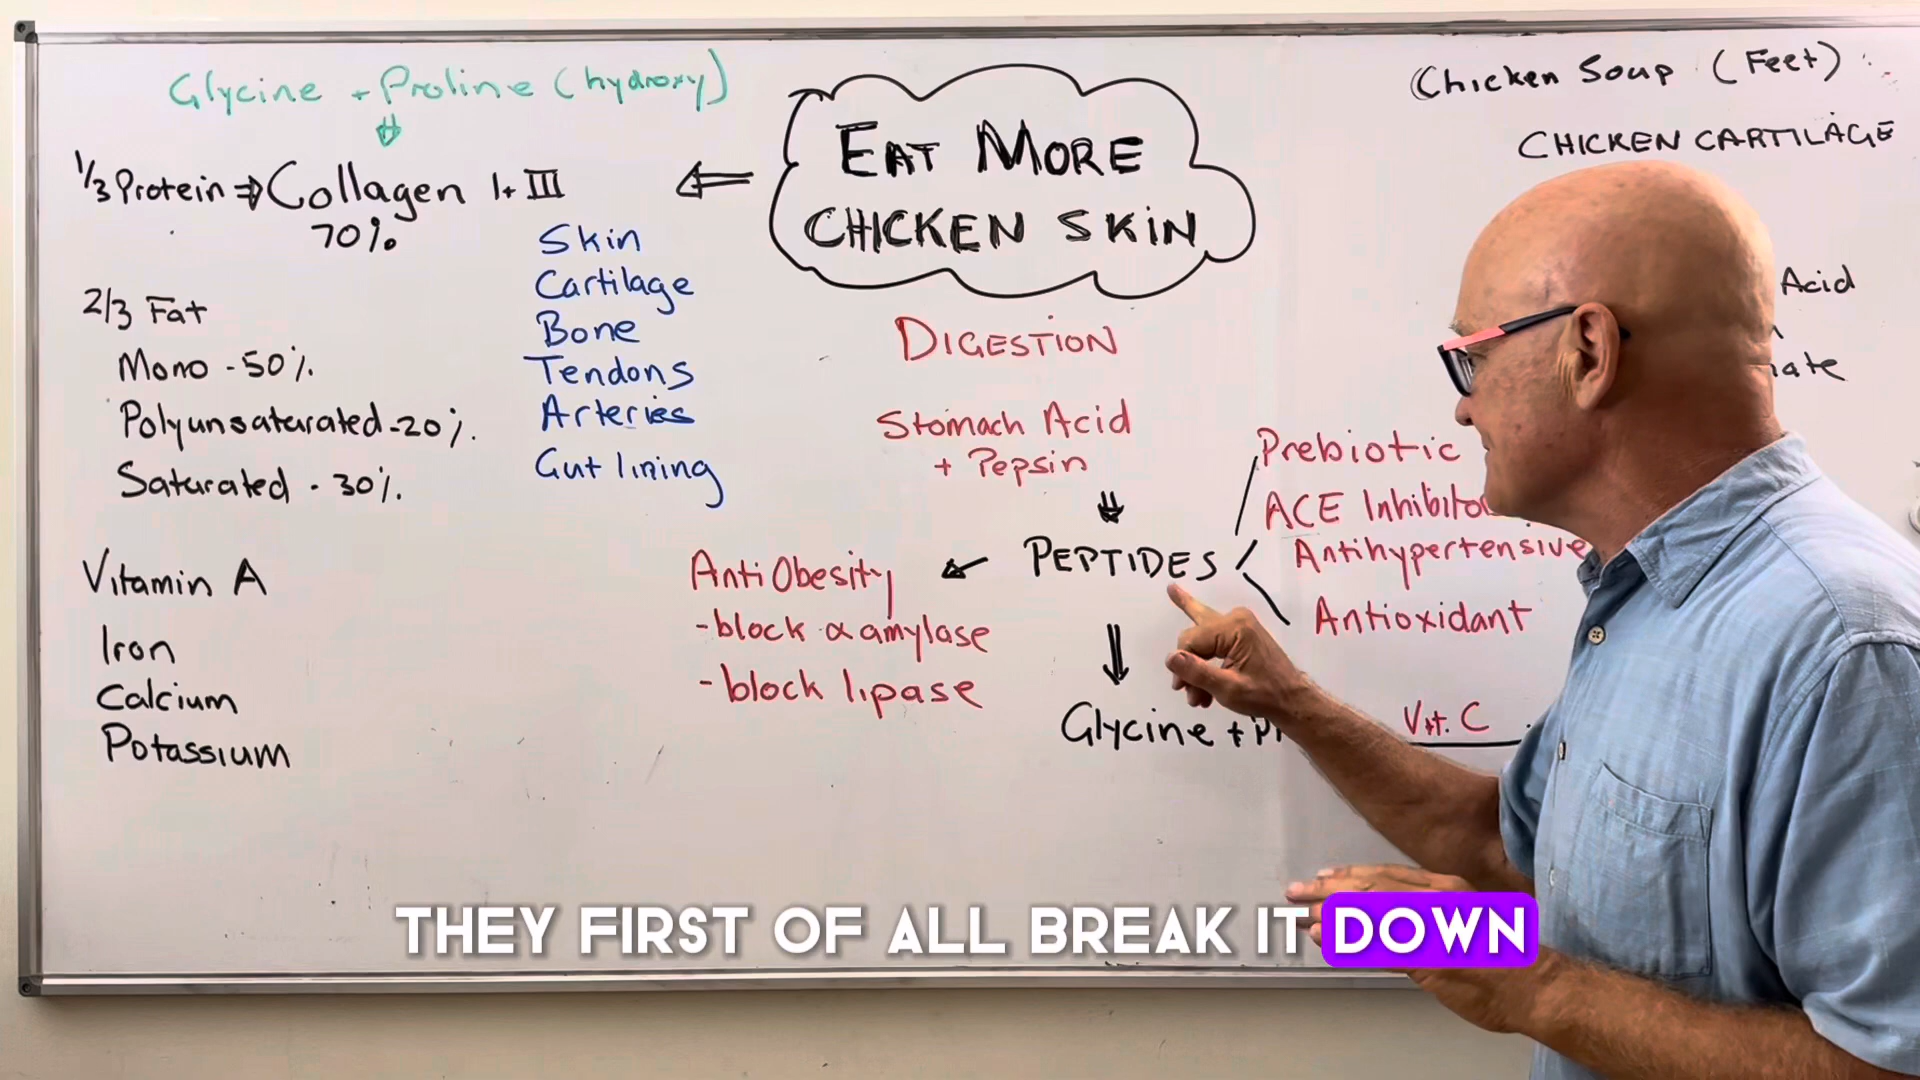 Glycine + Proline (hydroxy)
1/3 Protein ⇒ Collagen 1 + III
70%
Skin
Cartilage
Bone
Tendons
Arteries
Gut lining
2/3 Fat
Mono - 50%.
Polyunsaturated - 20%.
Saturated - 30%.
Vitamin A
Iron
Calcium
Potassium
EAT MORE
CHICKEN SKIN
DIGESTION
Stomach Acid
+ Pepsin
PEPTIDES
Anti Obesity
- block α amylase
- block lipase
Glycine +
Chicken Soup (Feet)
CHICKEN CARTILAGE
Acid
Prebiotic
ACE
Antihypertensive
Antioxidant
Vit. C
THEY FIRST OF ALL BREAK IT DOWN